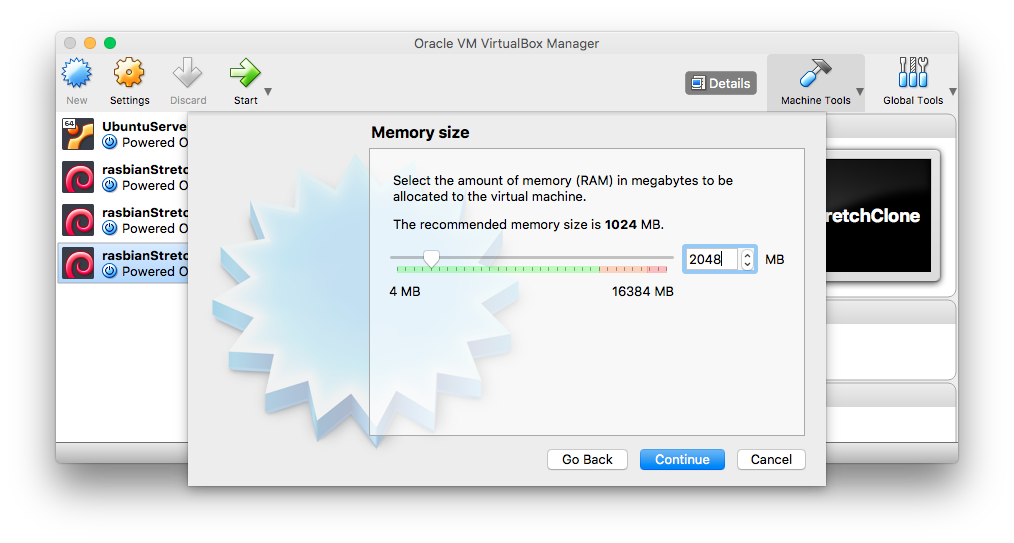 Oracle VM VirtualBox Manager
New
Settings
Discard
Start
Details
Machine Tools
Global Tools
64
UbuntuServe
Powered O
rasbianStretc
Powered O
rasbianStretc
Powered O
rasbianStretc
Powered O
Memory size
Select the amount of memory (RAM) in megabytes to be
allocated to the virtual machine.
The recommended memory size is 1024 MB.
2048 MB
4 MB 16384 MB
retchClone
Go Back
Continue
Cancel